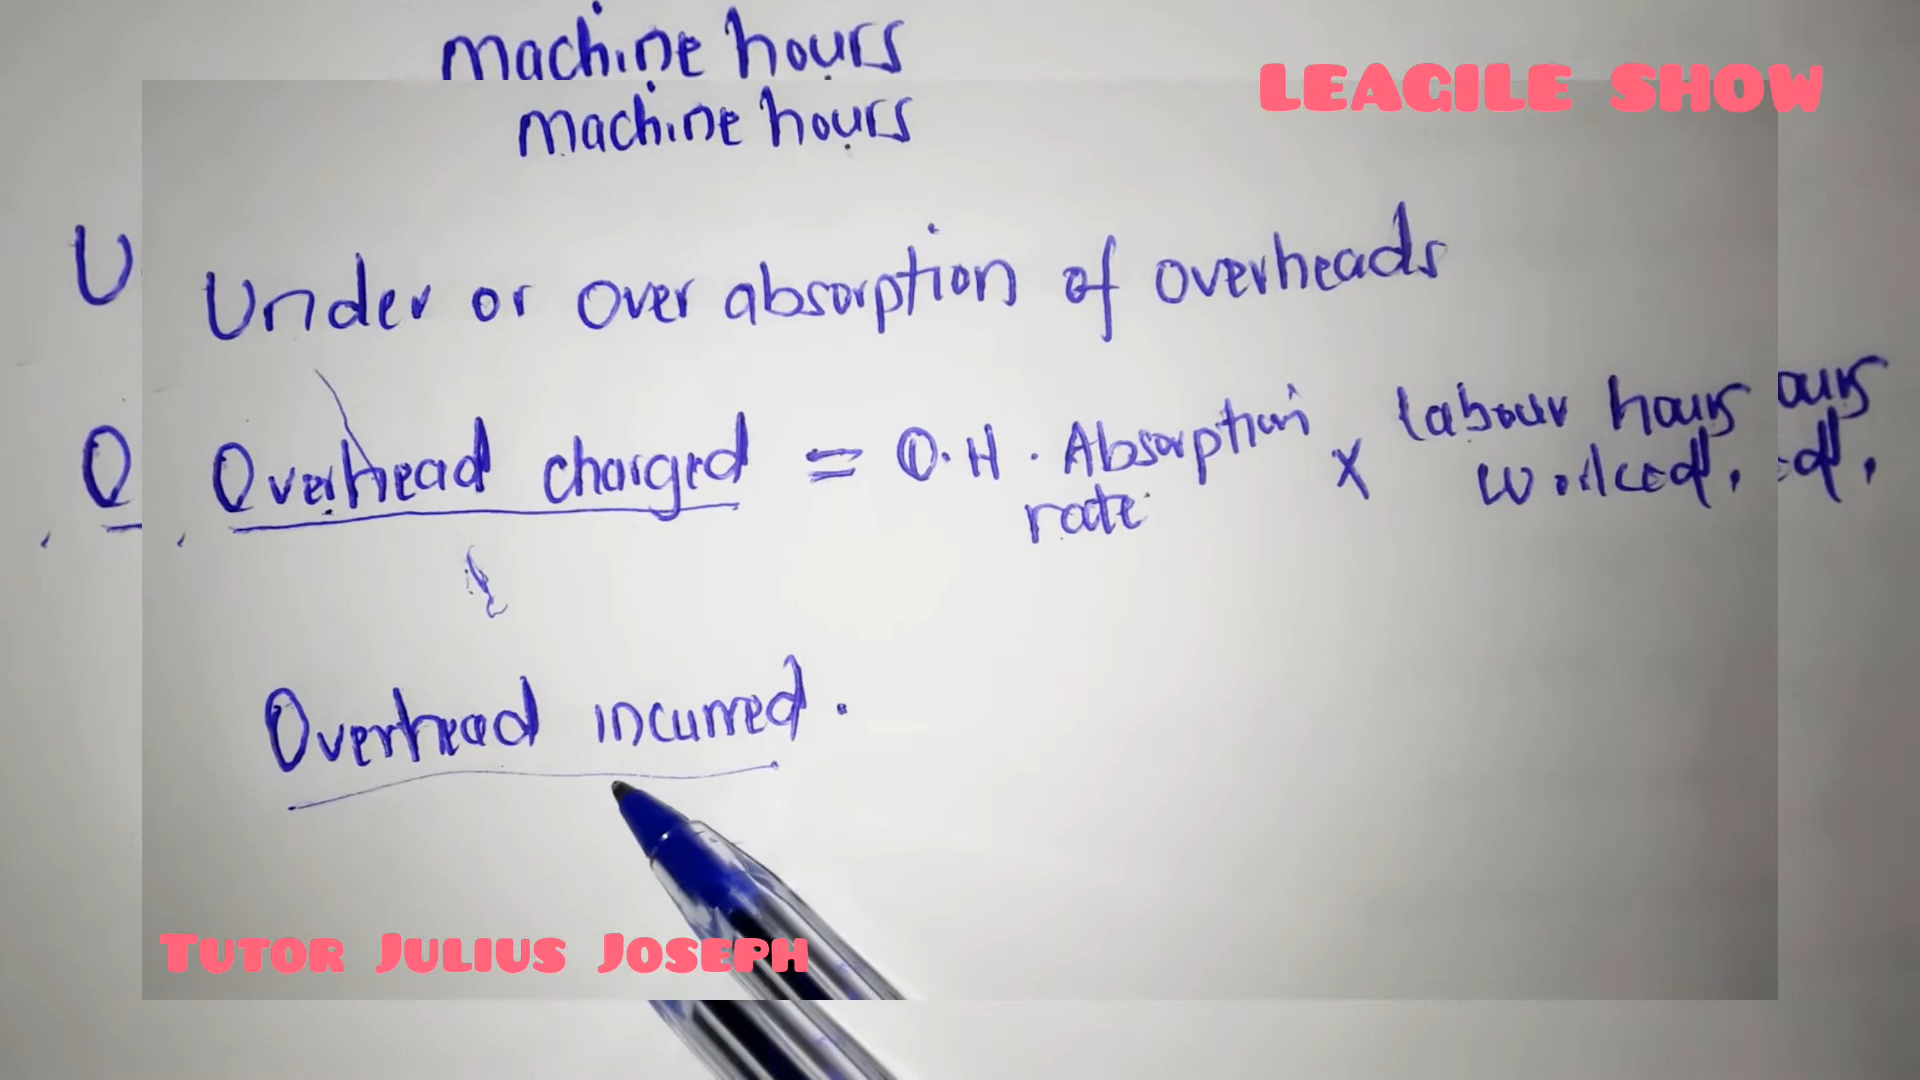 machine hours
LEAGILE SHOW
machine hours
Under or over absorption of overheads
Overhead charged = O.H. Absorption rate x labour hours worked.
Overhead incurred.
TUTOR JULIUS JOSEPH